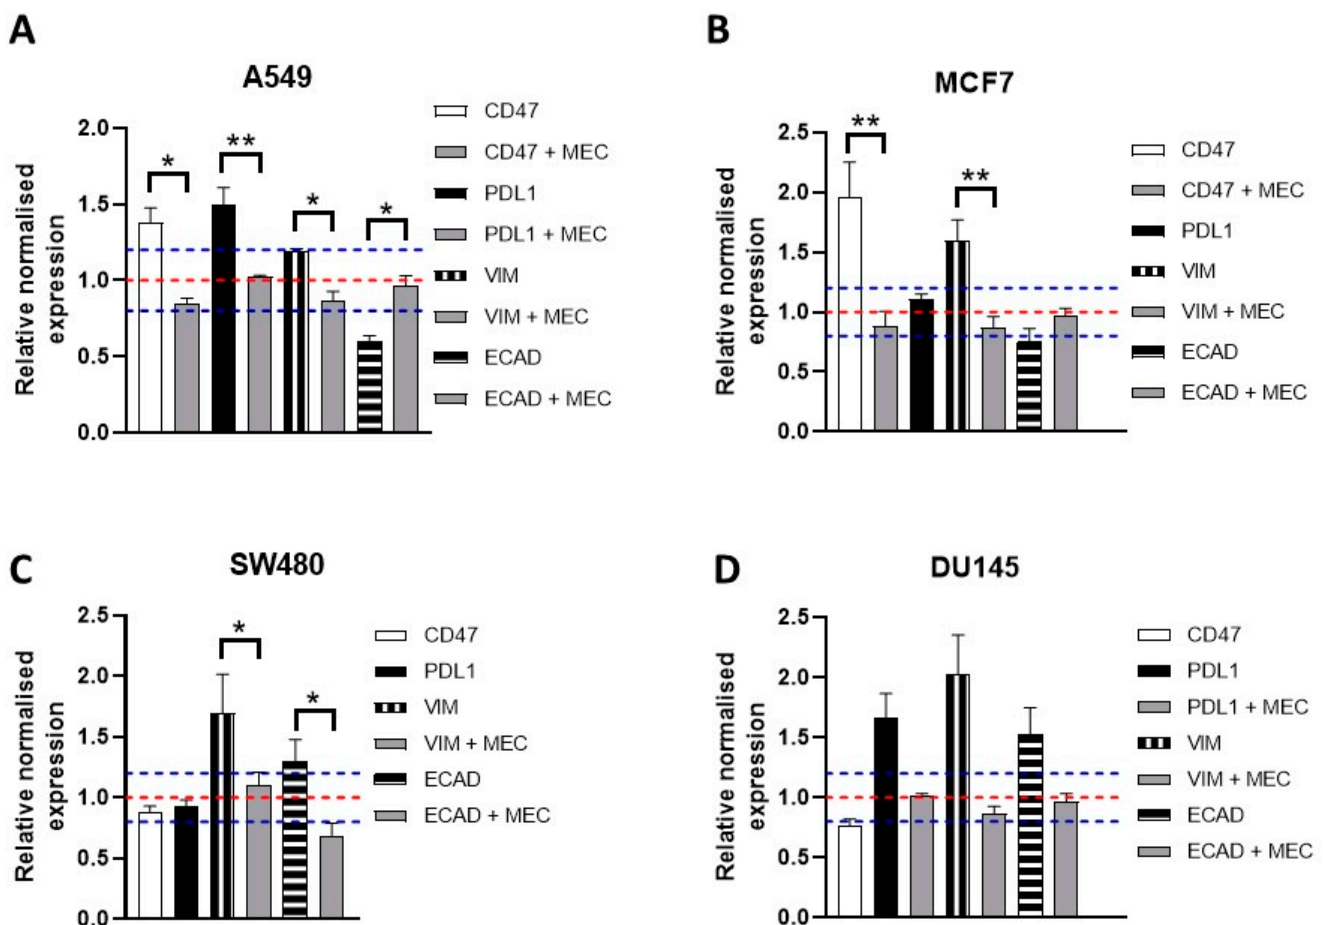 A
A549
Relative normalised
expression
2.0
1.5
1.0
0.5
0.0
*
**
*
*
CD47
CD47 + MEC
PDL1
PDL1 + MEC
VIM
VIM + MEC
ECAD
ECAD + MEC
B
MCF7
Relative normalised
expression
2.5
2.0
1.5
1.0
0.5
0.0
**
**
CD47
CD47 + MEC
PDL1
VIM
VIM + MEC
ECAD
ECAD + MEC
C
SW480
Relative normalised
expression
2.5
2.0
1.5
1.0
0.5
0.0
*
*
CD47
PDL1
VIM
VIM + MEC
ECAD
ECAD + MEC
D
DU145
Relative normalised
expression
2.5
2.0
1.5
1.0
0.5
0.0
CD47
PDL1
PDL1 + MEC
VIM
VIM + MEC
ECAD
ECAD + MEC